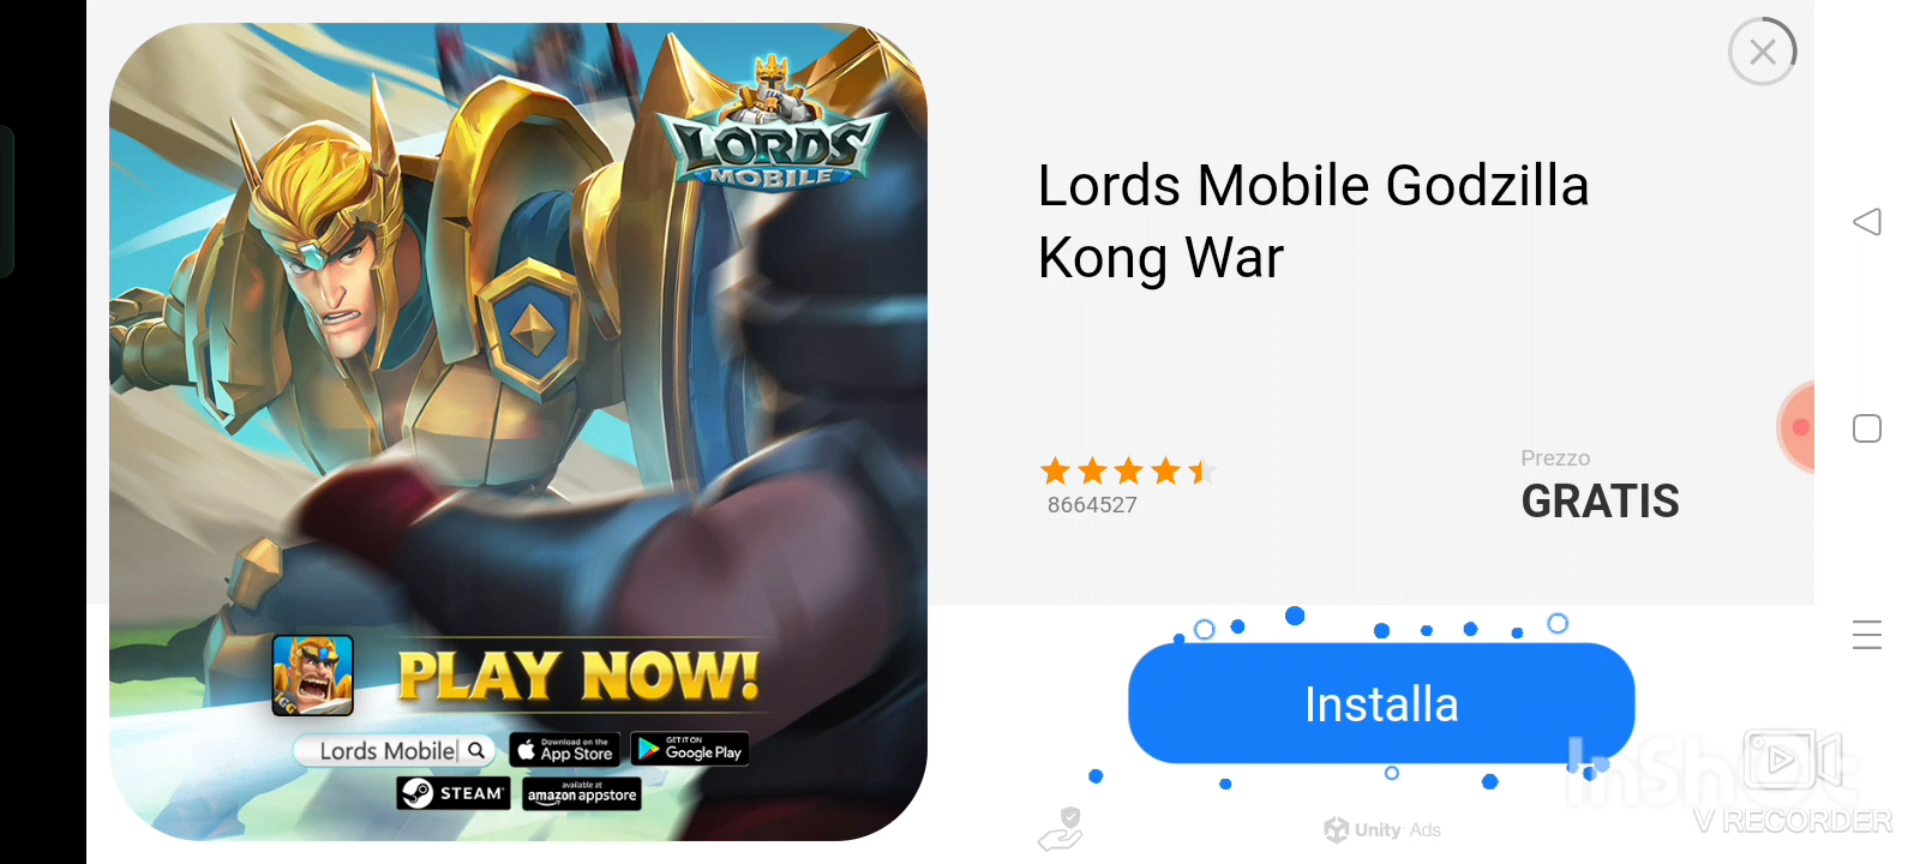 LORDS
MOBILE
PLAY NOW!
IGG
Lords Mobile
Download on the
App Store
GET IT ON
Google Play
STEAM
available at
amazon appstore
Lords Mobile Godzilla
Kong War
8664527
Prezzo
GRATIS
Installa
Unity Ads
InShot
V RECORDER